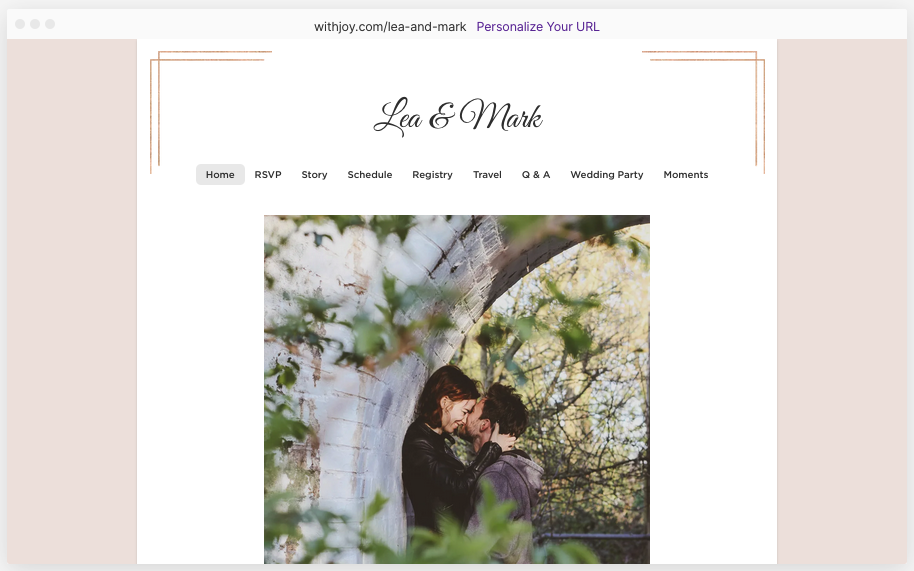 withjoy.com/lea-and-mark Personalize Your URL
Lea & Mark
Home RSVP Story Schedule Registry Travel Q & A Wedding Party Moments